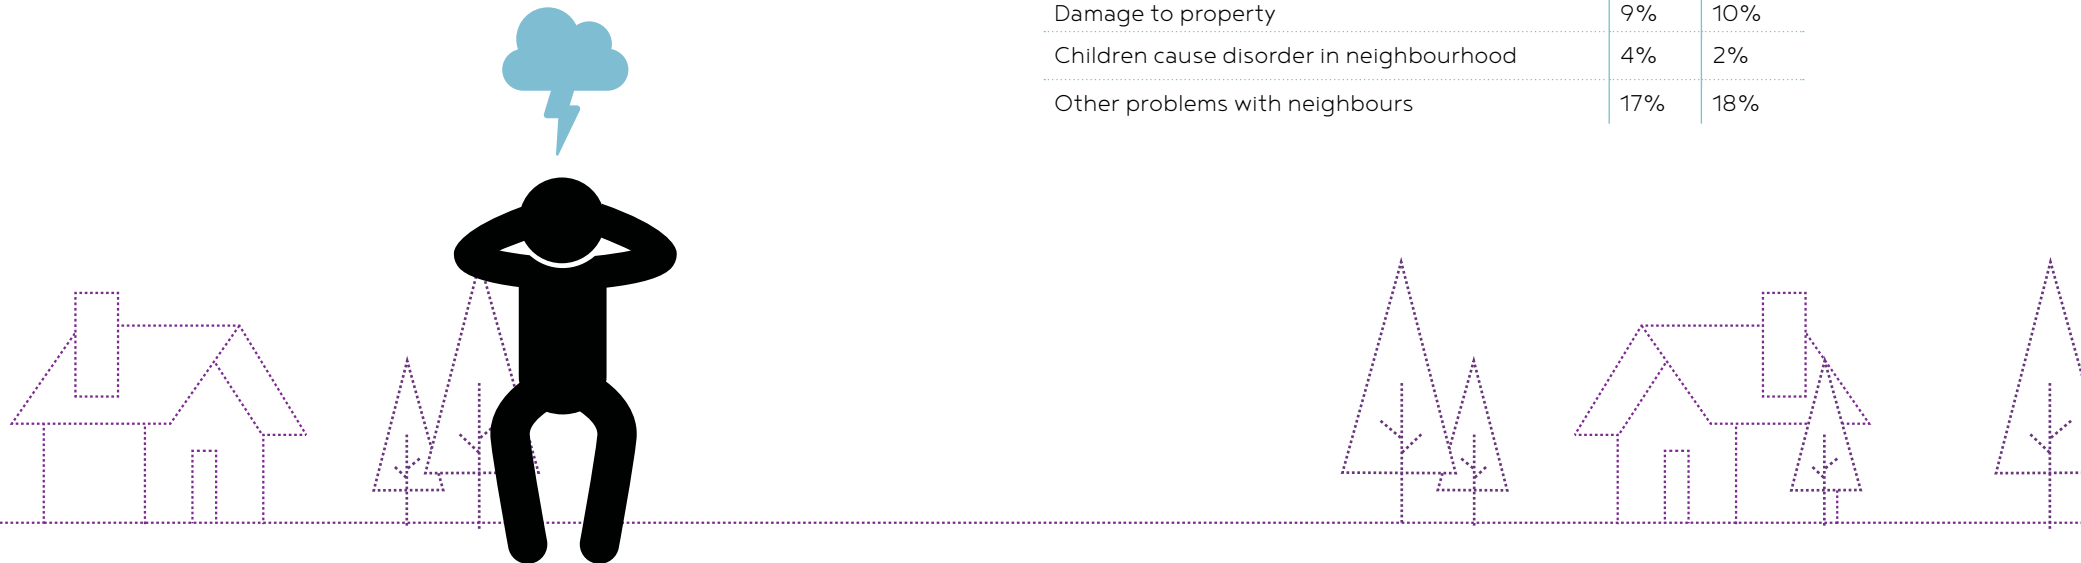 Damage to property 9% 10%
Children cause disorder in neighbourhood 4% 2%
Other problems with neighbours 17% 18%